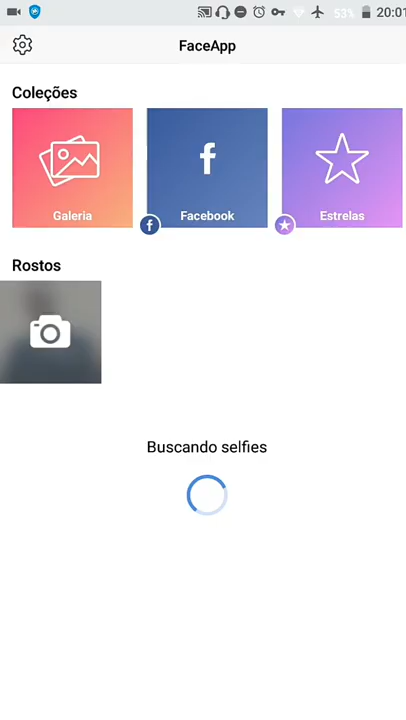 53% 20:01
FaceApp
Coleções
Galeria
Facebook
Estrelas
Rostos
Buscando selfies